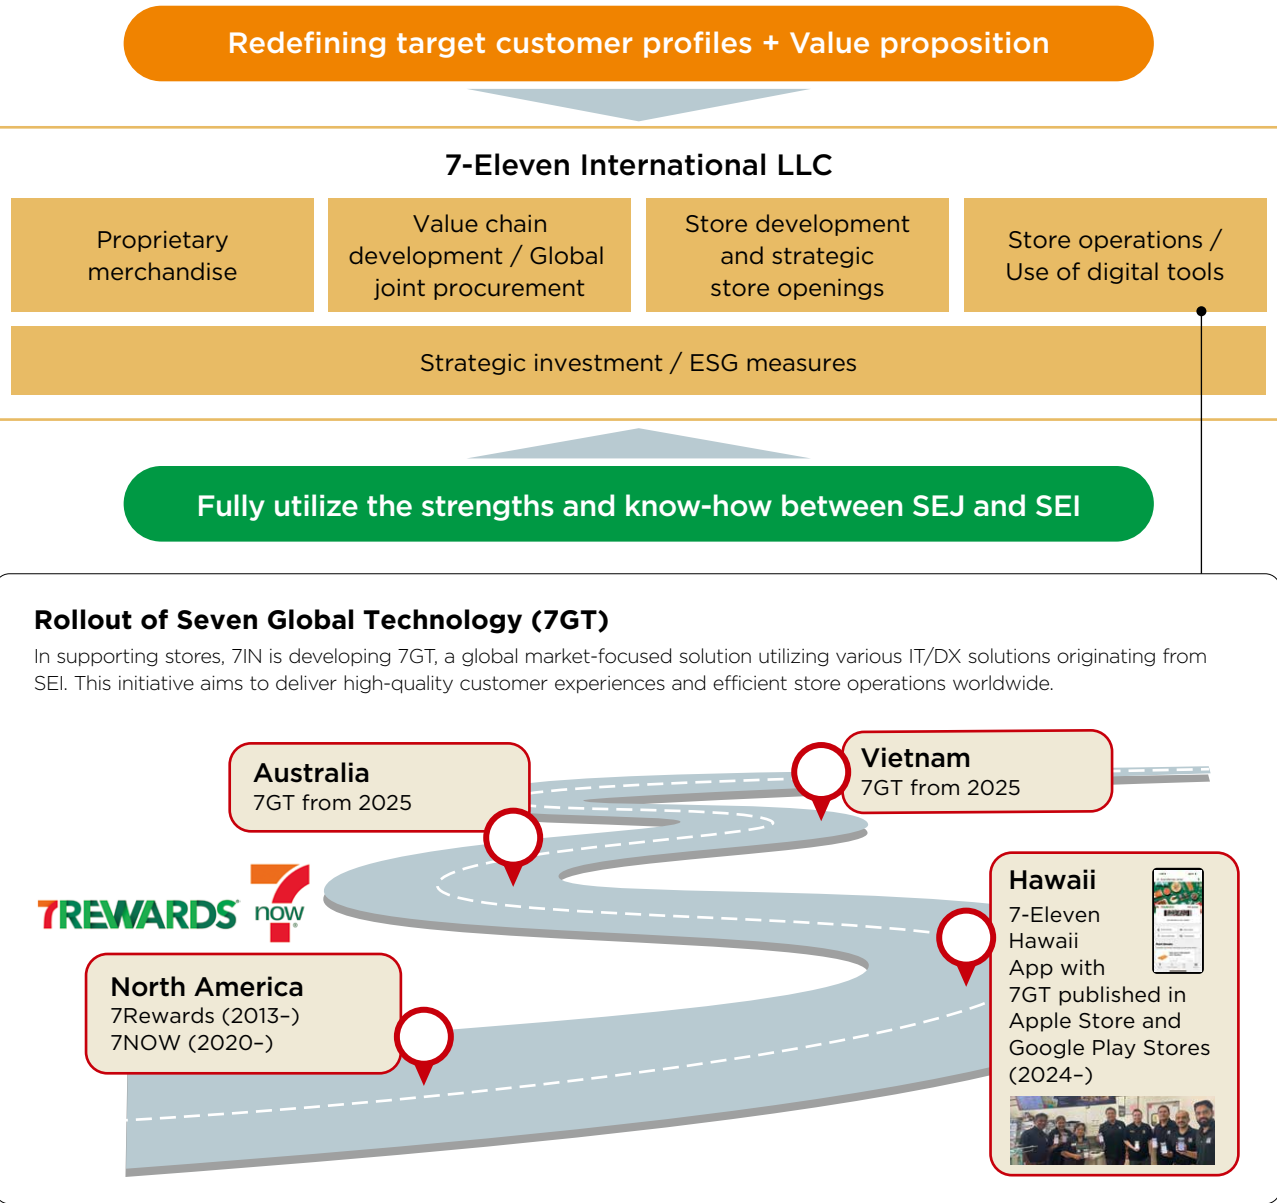 Redefining target customer profiles + Value proposition
7-Eleven International LLC
Proprietary
merchandise
Value chain
development / Global
joint procurement
Store development
and strategic
store openings
Store operations /
Use of digital tools
Strategic investment / ESG measures
Fully utilize the strengths and know-how between SEJ and SEI
Rollout of Seven Global Technology (7GT)
In supporting stores, 7IN is developing 7GT, a global market-focused solution utilizing various IT/DX solutions originating from
SEI. This initiative aims to deliver high-quality customer experiences and efficient store operations worldwide.
Australia
7GT from 2025
Vietnam
7GT from 2025
7REWARDS
7
now
North America
7Rewards (2013–)
7NOW (2020–)
Hawaii
7-Eleven
Hawaii
App with
7GT published in
Apple Store and
Google Play Stores
(2024–)